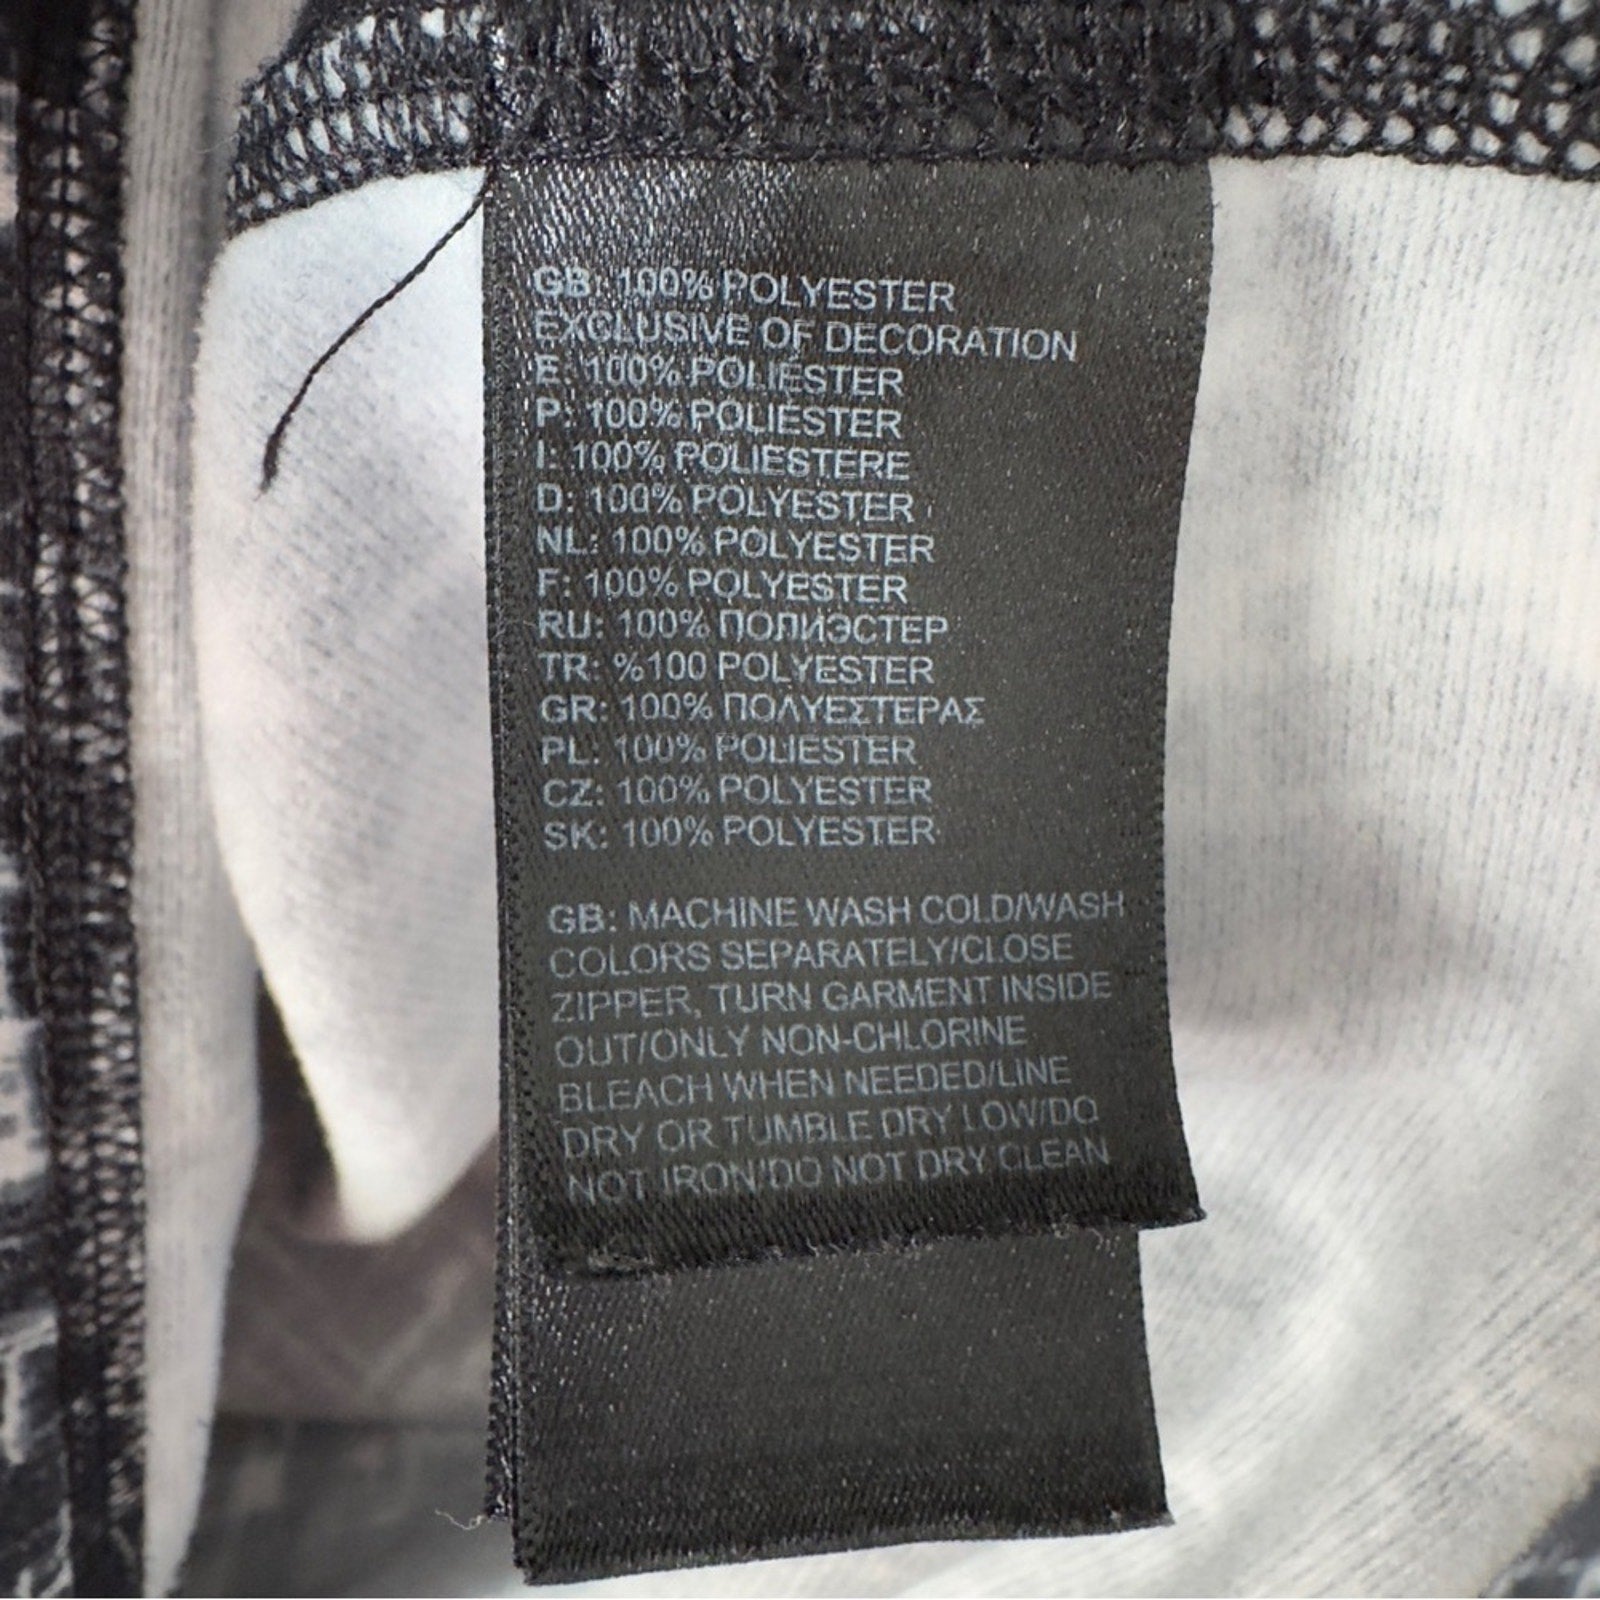 GB: 100% POLYESTER
EXCLUSIVE OF DECORATION
E: 100% POLIÉSTER
P: 100% POLIÉSTER
I: 100% POLIESTERE
D: 100% POLYESTER
NL: 100% POLYESTER
F: 100% POLYESTER
RU: 100% ПОЛИЭСТЕР
TR: %100 POLYESTER
GR: 100% ΠΟΛΥΕΣΤΕΡΑΣ
PL: 100% POLIESTER
CZ: 100% POLYESTER
SK: 100% POLYESTER
GB: MACHINE WASH COLD/WASH
COLORS SEPARATELY/CLOSE
ZIPPER, TURN GARMENT INSIDE
OUT/ONLY NON-CHLORINE
BLEACH WHEN NEEDED/LINE
DRY OR TUMBLE DRY LOW/DO
NOT IRON/DO NOT DRY CLEAN